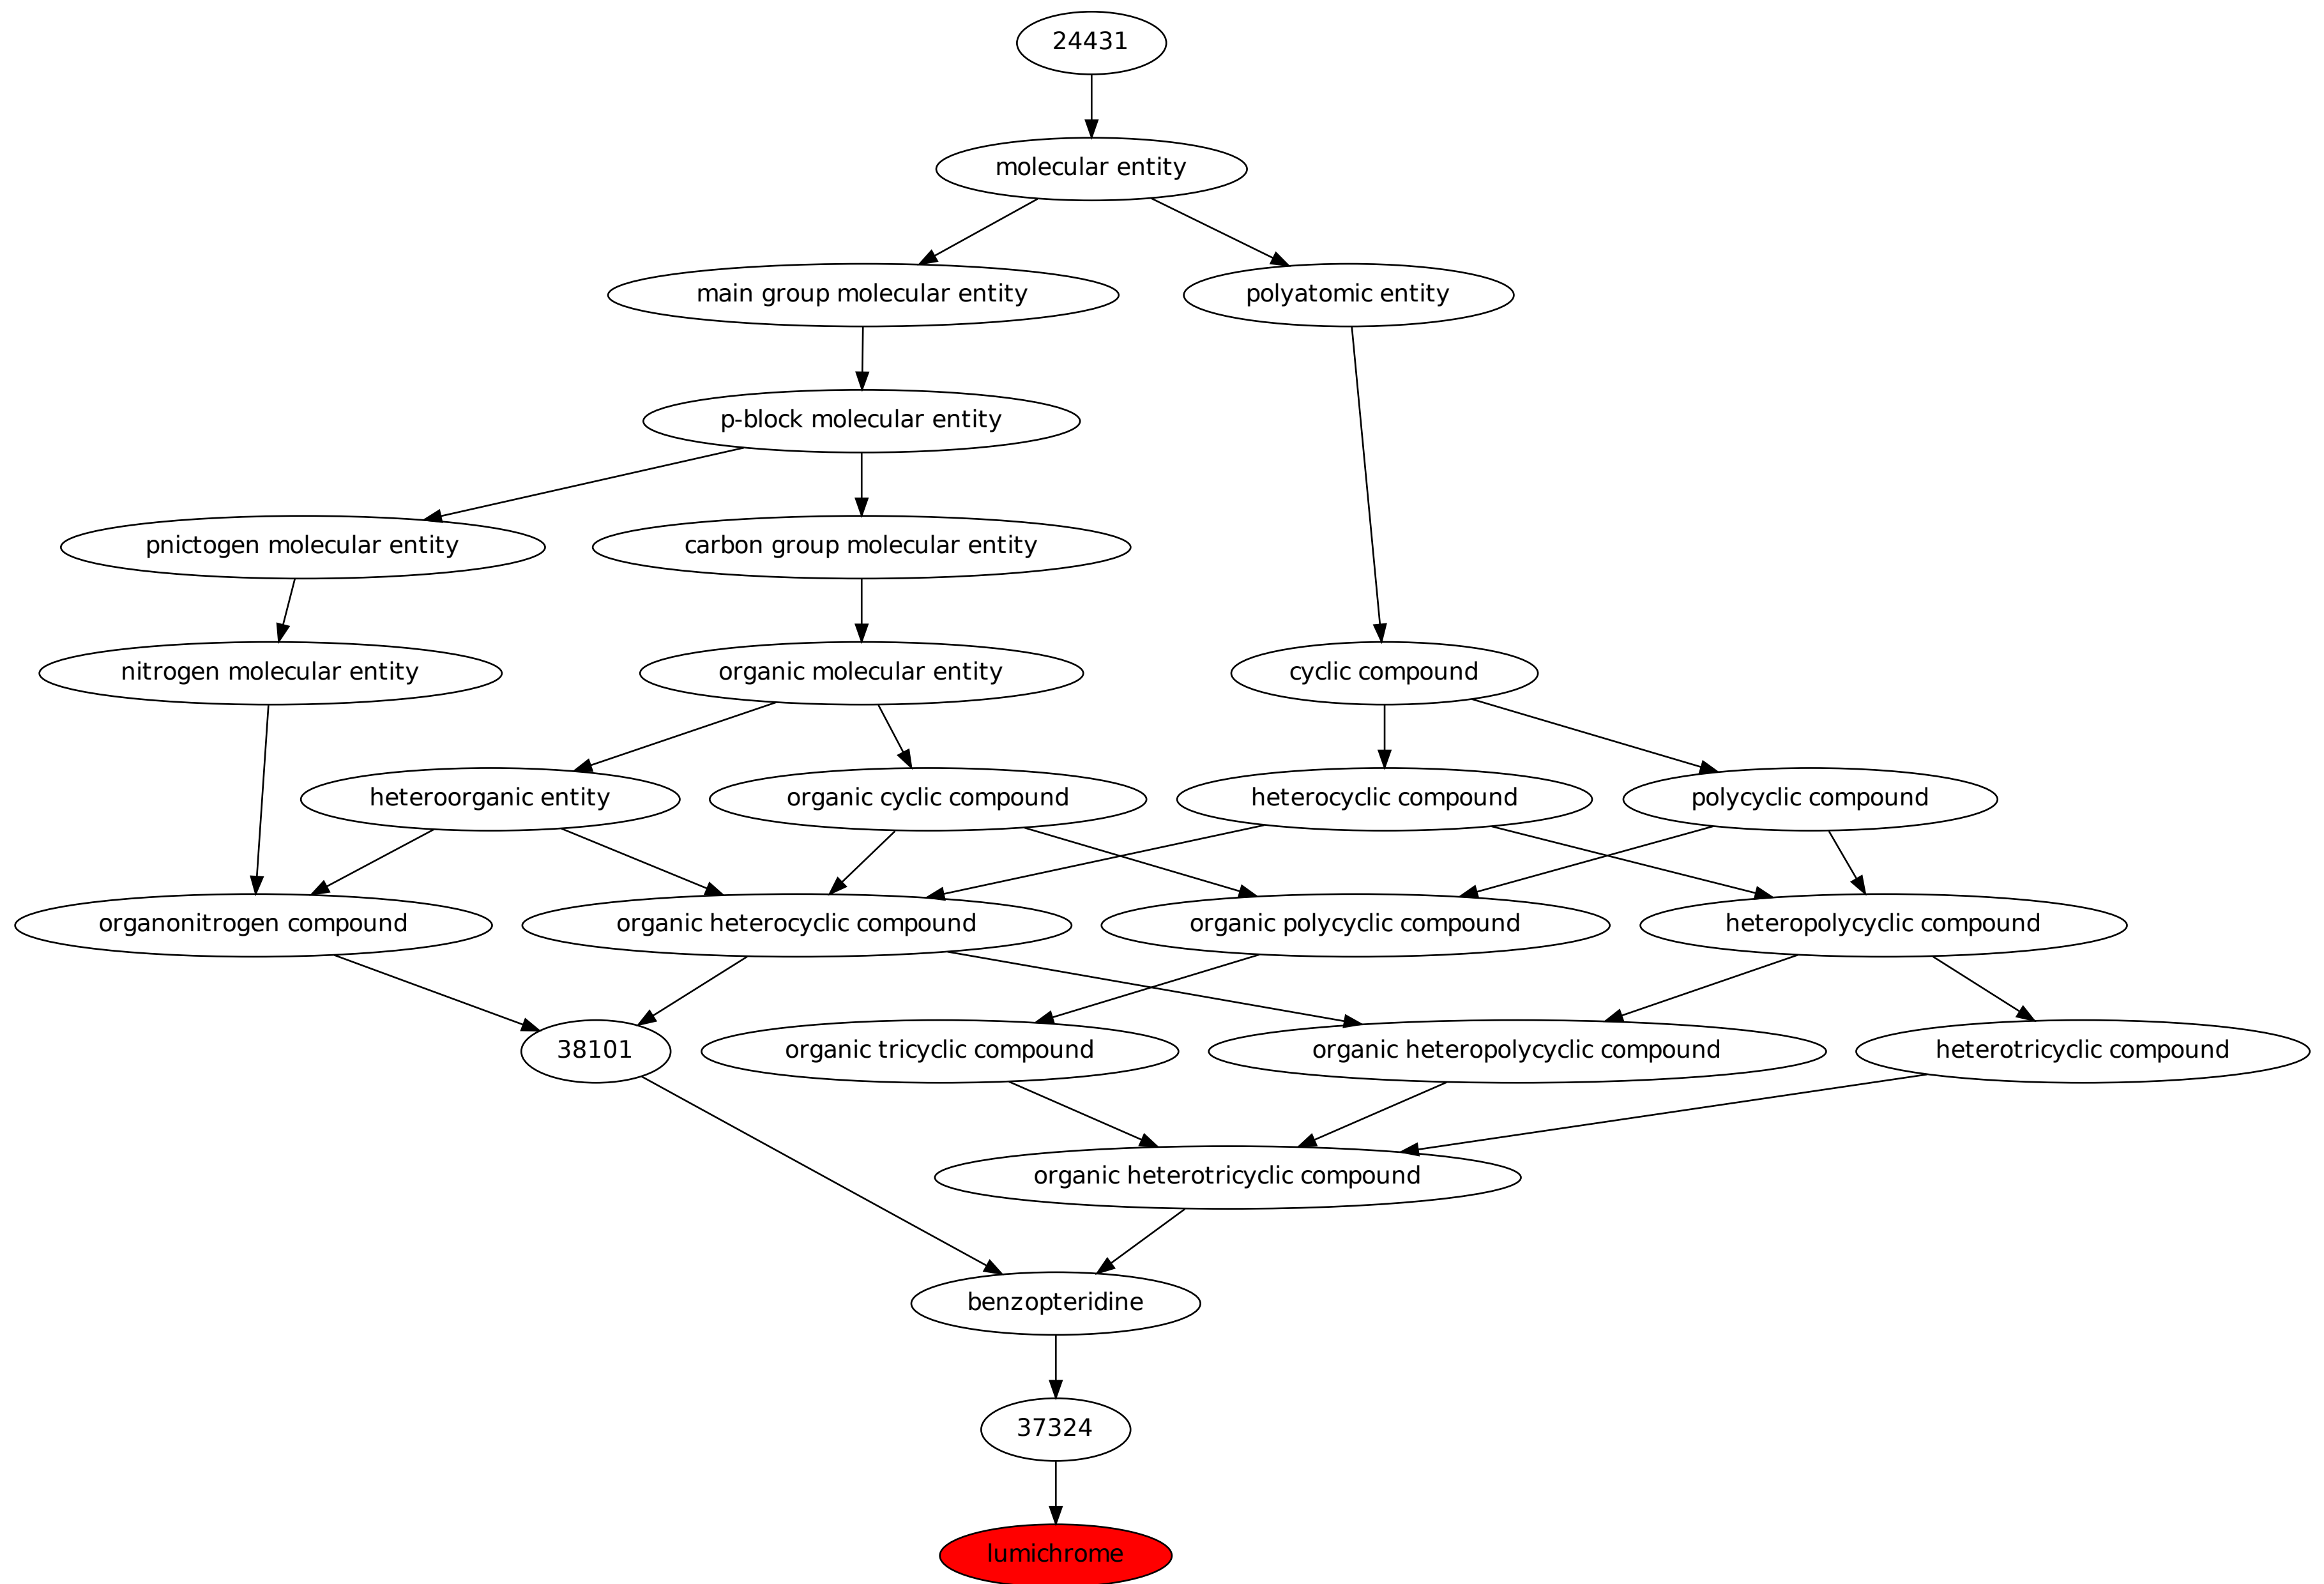 24431
molecular entity
main group molecular entity
polyatomic entity
p-block molecular entity
pnictogen molecular entity
carbon group molecular entity
nitrogen molecular entity
organic molecular entity
cyclic compound
heteroorganic entity
organic cyclic compound
heterocyclic compound
polycyclic compound
organonitrogen compound
organic heterocyclic compound
organic polycyclic compound
heteropolycyclic compound
38101
organic tricyclic compound
organic heteropolycyclic compound
heterotricyclic compound
organic heterotricyclic compound
benzopteridine
37324
lumichrome